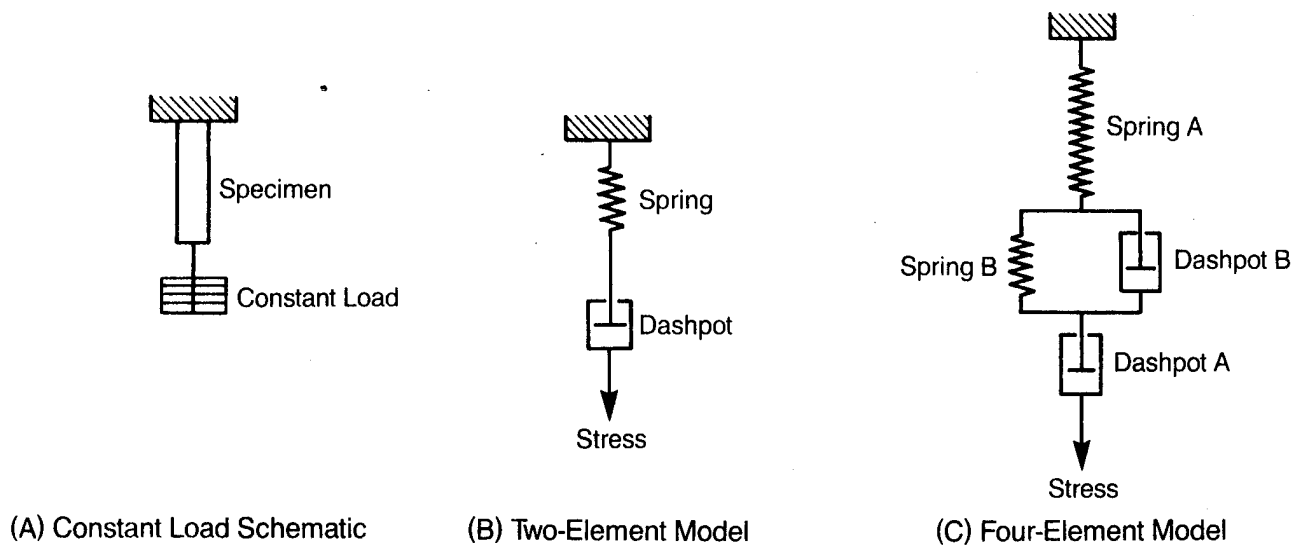 Specimen
Constant Load
(A) Constant Load Schematic
Spring
Dashpot
Stress
(B) Two-Element Model
Spring A
Spring B
Dashpot B
Dashpot A
Stress
(C) Four-Element Model